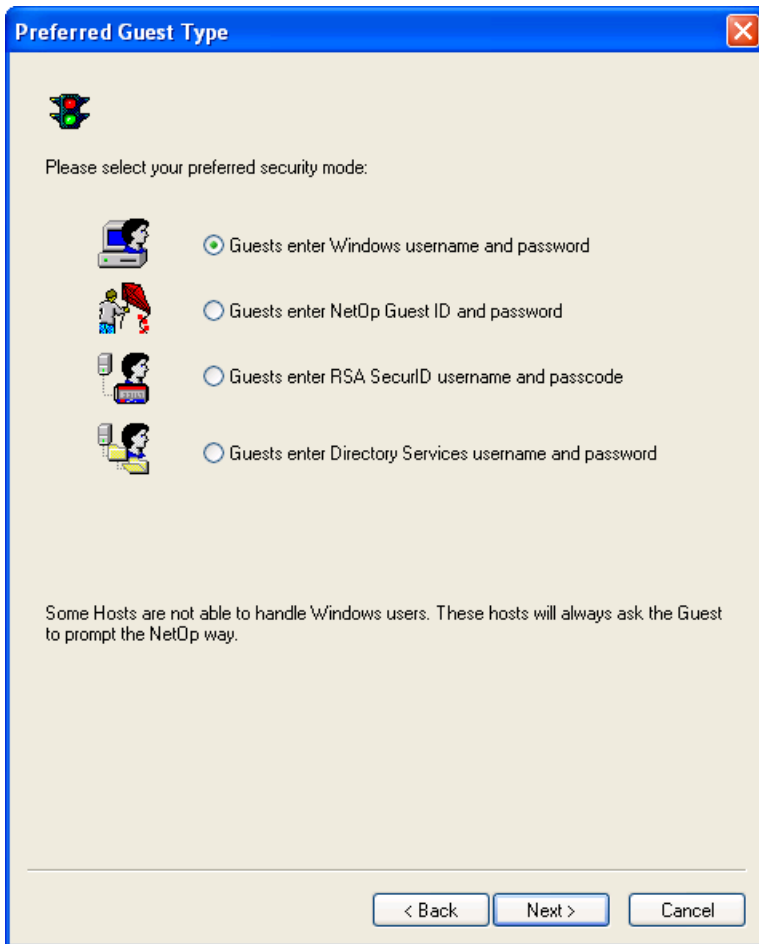 Preferred Guest Type
Please select your preferred security mode:
Guests enter Windows username and password
Guests enter NetOp Guest ID and password
Guests enter RSA SecurID username and passcode
Guests enter Directory Services username and password
Some Hosts are not able to handle Windows users. These hosts will always ask the Guest
to prompt the NetOp way.
< Back Next > Cancel